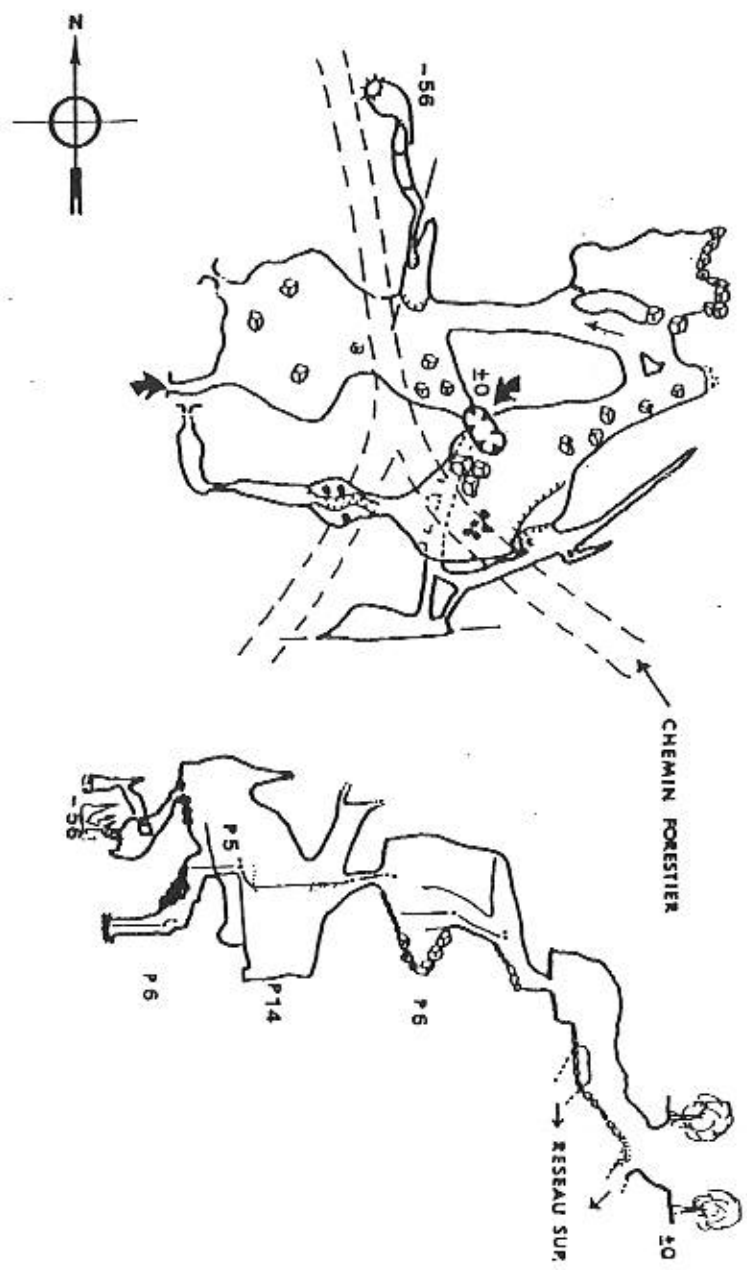 N
-56
±0
CHEMIN FORESTIER
-56
P5
P6
P14
P6
→ RESEAU SUP.
±0